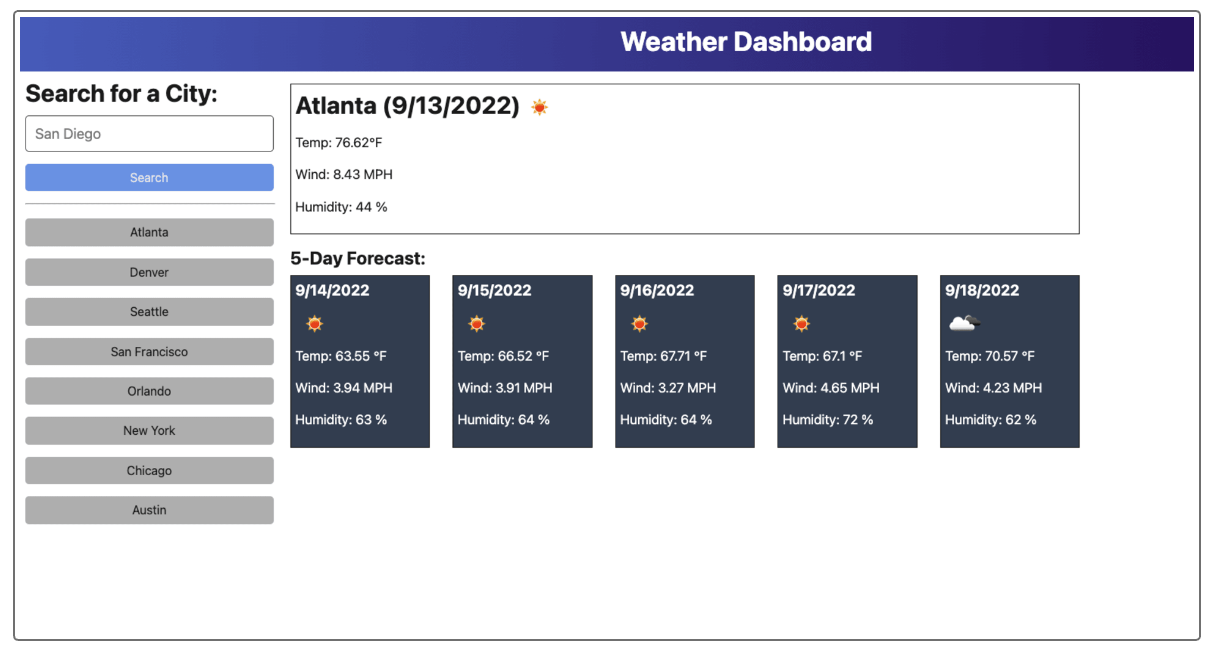 Weather Dashboard
Search for a City:
San Diego
Search
Atlanta
Denver
Seattle
San Francisco
Orlando
New York
Chicago
Austin
Atlanta (9/13/2022)
Temp: 76.62°F
Wind: 8.43 MPH
Humidity: 44 %
5-Day Forecast:
9/14/2022
Temp: 63.55 °F
Wind: 3.94 MPH
Humidity: 63 %
9/15/2022
Temp: 66.52 °F
Wind: 3.91 MPH
Humidity: 64 %
9/16/2022
Temp: 67.71 °F
Wind: 3.27 MPH
Humidity: 64 %
9/17/2022
Temp: 67.1 °F
Wind: 4.65 MPH
Humidity: 72 %
9/18/2022
Temp: 70.57 °F
Wind: 4.23 MPH
Humidity: 62 %